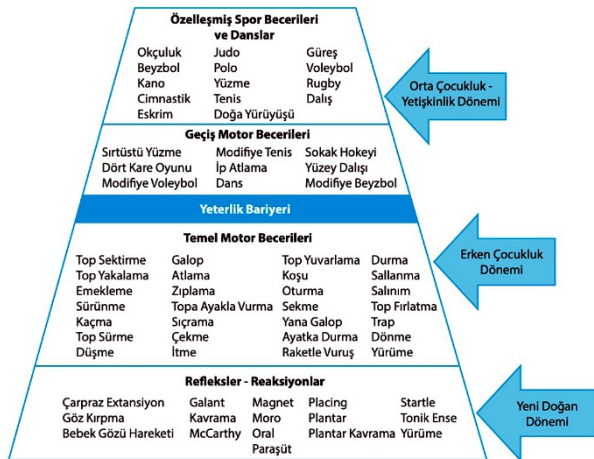 Özelleşmiş Spor Becerileri
ve Danslar
Okçuluk Judo Güreş
Beyzbol Polo Voleybol
Kano Yüzme Rugby
Cimnastik Tenis Dalış
Eskrim Doğa Yürüyüşü
Orta Çocukluk -
Yetişkinlik Dönemi
Geçiş Motor Becerileri
Sırtüstü Yüzme Modifiye Tenis Sokak Hokeyi
Dört Kare Oyunu İp Atlama Yüzey Dalışı
Modifiye Voleybol Dans Modifiye Beyzbol
Yeterlik Bariyeri
Temel Motor Becerileri
Top Sektirme Galop Top Yuvarlama Durma
Top Yakalama Atlama Koşu Sallanma
Emekleme Zıplama Oturma Salınım
Sürünme Topa Ayakla Vurma Sekme Top Fırlatma
Kaçma Sıçrama Yana Galop Trap
Top Sürme Çekme Ayatka Durma Dönme
Düşme İtme Raketle Vuruş Yürüme
Erken Çocukluk
Dönemi
Refleksler - Reaksiyonlar
Çarpraz Extansiyon Galant Magnet Placing Startle
Göz Kırpma Kavrama Moro Plantar Tonik Ense
Bebek Gözü Hareketi McCarthy Oral Plantar Kavrama Yürüme
Paraşüt
Yeni Doğan
Dönemi